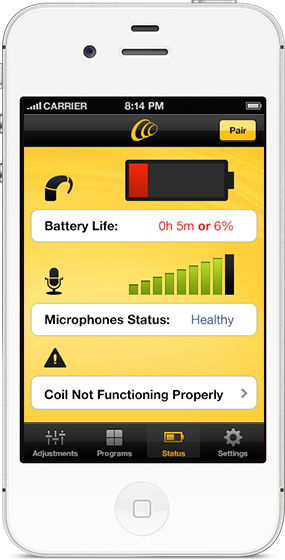 CARRIER 8:14 PM
Pair
Battery Life: 0h 5m or 6%
Microphones Status: Healthy
Coil Not Functioning Properly
Adjustments Programs Status Settings